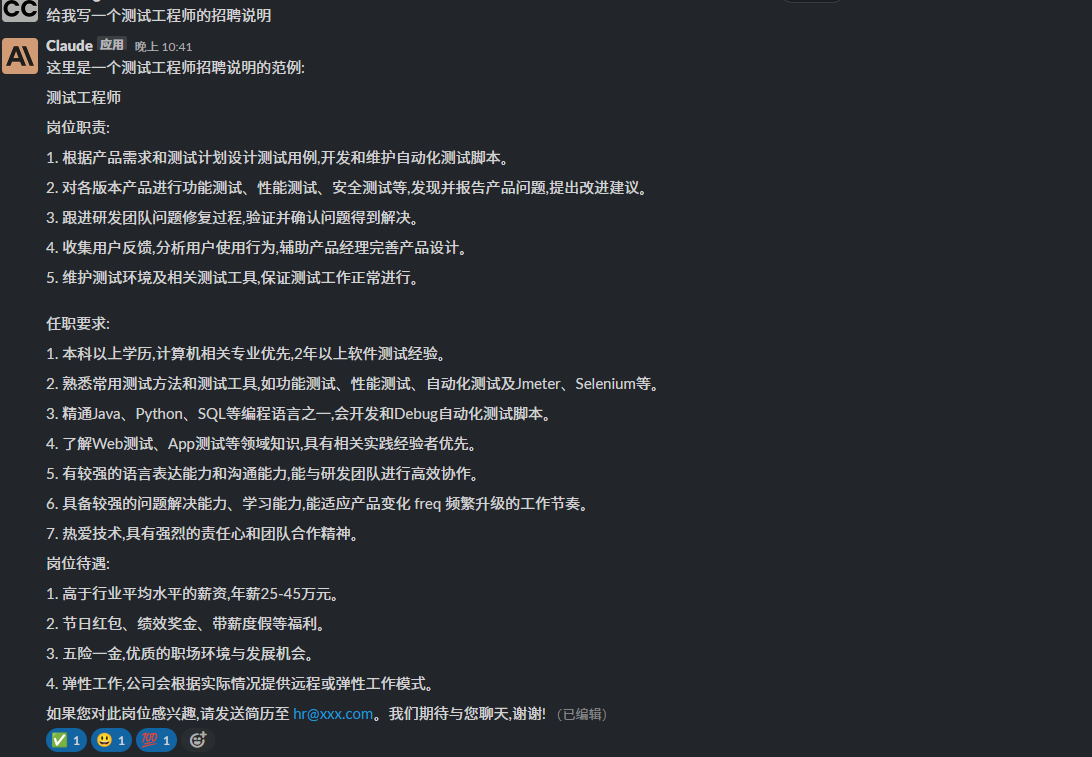 CC
给我写一个测试工程师的招聘说明
Claude 应用 晚上 10:41
这里是一个测试工程师招聘说明的范例:
测试工程师
岗位职责:
1. 根据产品需求和测试计划设计测试用例,开发和维护自动化测试脚本。
2. 对各版本产品进行功能测试、性能测试、安全测试等,发现并报告产品问题,提出改进建议。
3. 跟进研发团队问题修复过程,验证并确认问题得到解决。
4. 收集用户反馈,分析用户使用行为,辅助产品经理完善产品设计。
5. 维护测试环境及相关测试工具,保证测试工作正常进行。
任职要求:
1. 本科以上学历,计算机相关专业优先,2年以上软件测试经验。
2. 熟悉常用测试方法和测试工具,如功能测试、性能测试、自动化测试及Jmeter、Selenium等。
3. 精通Java、Python、SQL等编程语言之一,会开发和Debug自动化测试脚本。
4. 了解Web测试、App测试等领域知识,具有相关实践经验者优先。
5. 有较强的语言表达能力和沟通能力,能与研发团队进行高效协作。
6. 具备较强的问题解决能力、学习能力,能适应产品变化 freq 频繁升级的工作节奏。
7. 热爱技术,具有强烈的责任心和团队合作精神。
岗位待遇:
1. 高于行业平均水平的薪资,年薪25-45万元。
2. 节日红包、绩效奖金、带薪度假等福利。
3. 五险一金,优质的职场环境与发展机会。
4. 弹性工作,公司会根据实际情况提供远程或弹性工作模式。
如果您对此岗位感兴趣,请发送简历至 hr@xxx.com。我们期待与您聊天,谢谢! （已编辑）
✅ 1 😃 1 💯 1